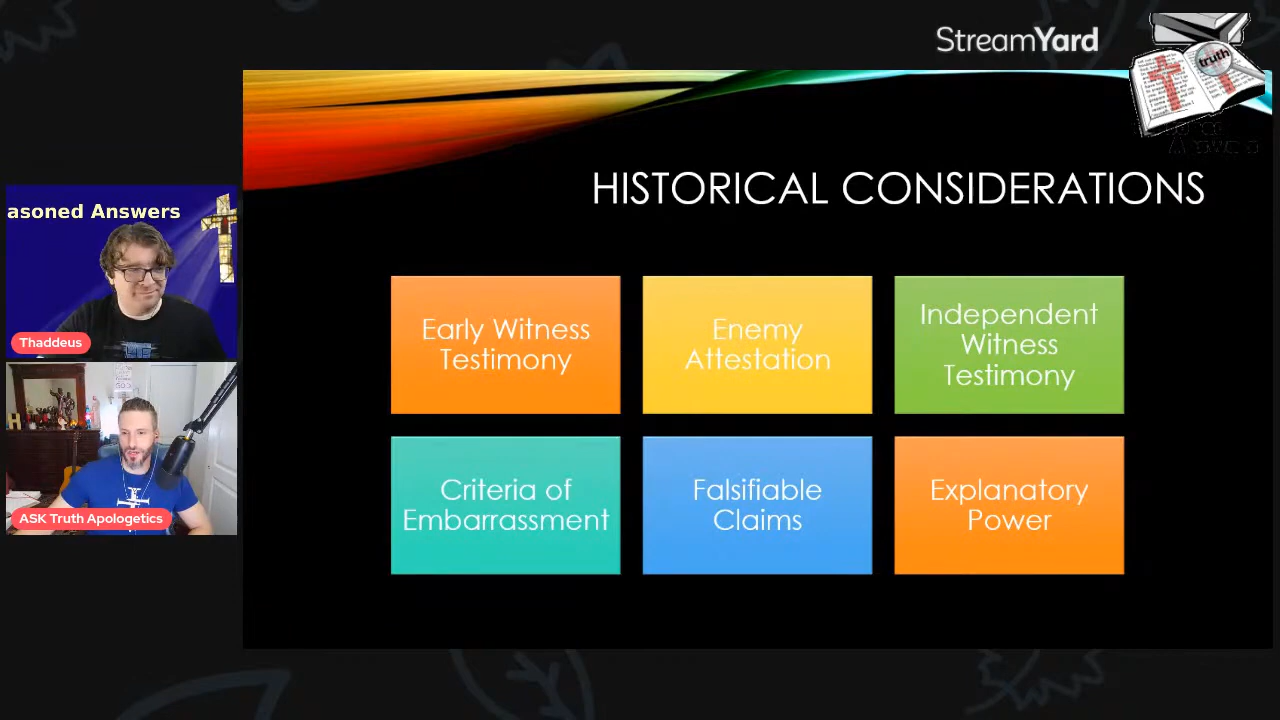 StreamYard
truth
HISTORICAL CONSIDERATIONS
asoned Answers
Thaddeus
ASK Truth Apologetics
Early Witness
Testimony
Enemy
Attestation
Independent
Witness
Testimony
Criteria of
Embarrassment
Falsifiable
Claims
Explanatory
Power